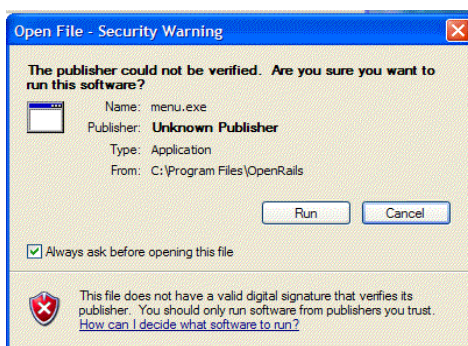 Open File - Security Warning
The publisher could not be verified.  Are you sure you want to
run this software?
Name: menu.exe
Publisher: Unknown Publisher
Type: Application
From: C:\Program Files\OpenRails
Run Cancel
Always ask before opening this file
This file does not have a valid digital signature that verifies its
publisher.  You should only run software from publishers you trust.
How can I decide what software to run?